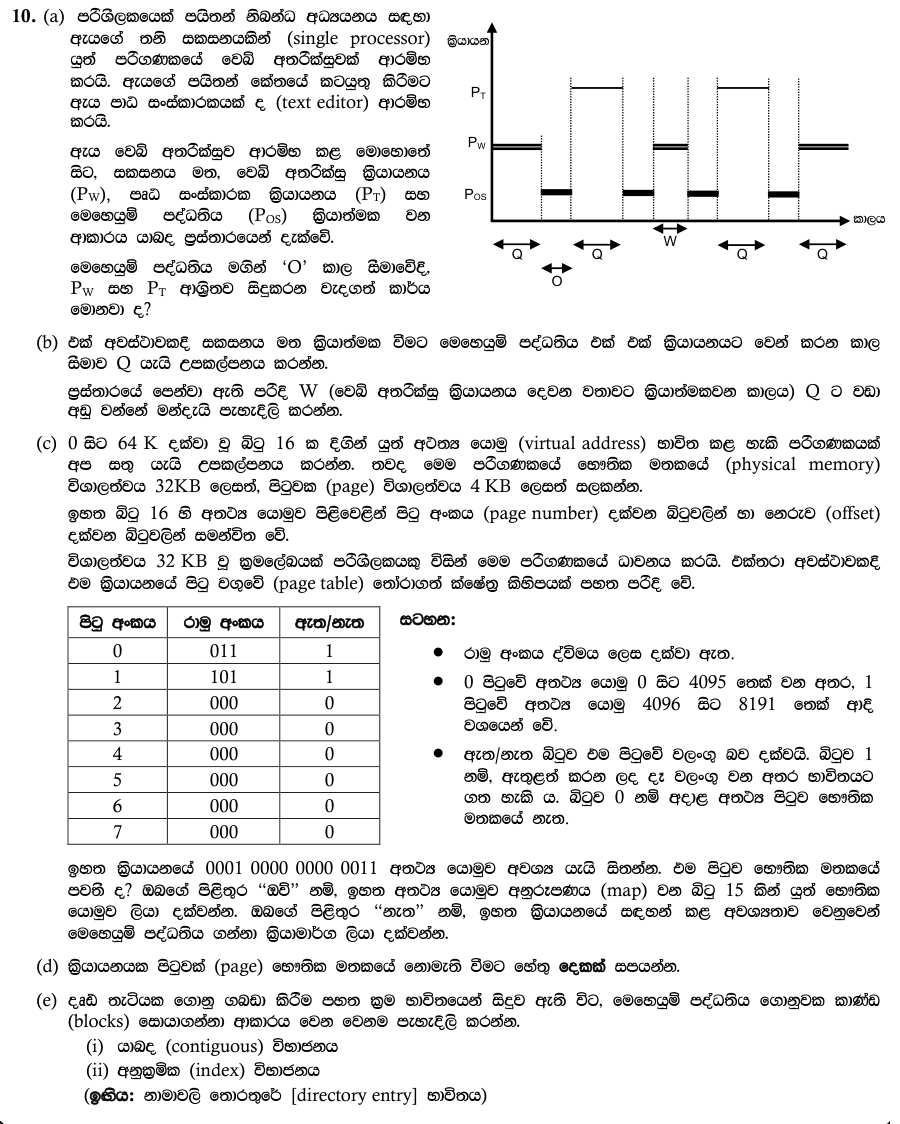 10. (a) පරිශීලකයෙක් පයිතන් නිබන්ධ අධ්‍යයනය සඳහා
ඇයගේ තනි සකසනයකින් (single processor)
යුත් පරිගණකයේ වෙබ් අතරික්සුවක් ආරම්භ
කරයි. ඇයගේ පයිතන් කේතයේ කටයුතු කිරීමට
ඇය පාඨ සංස්කාරකයක් ද (text editor) ආරම්භ
කරයි.
ඇය වෙබ් අතරික්සුව ආරම්භ කළ මොහොතේ
සිට, සකසනය මත, වෙබ් අතරික්සු ක්‍රියායනය
(PW), පෘඨ සංස්කාරක ක්‍රියායනය (PT) සහ
මෙහෙයුම් පද්ධතිය (POS) ක්‍රියාත්මක වන
ආකාරය යාබද ප්‍රස්තාරයෙන් දැක්වේ.
මෙහෙයුම් පද්ධතිය මගින් ‘O’ කාල සීමාවේදී,
PW සහ PT ආශ්‍රිතව සිදුකරන වැදගත් කාර්ය
මොනවා ද?
ක්‍රියායන
PT
PW
POS
කාලය
Q
O
Q
W
Q
Q
(b) එක් අවස්ථාවකදී සකසනය මත ක්‍රියාත්මක වීමට මෙහෙයුම් පද්ධතිය එක් එක් ක්‍රියායනයට වෙන් කරන කාල
සීමාව Q යැයි උපකල්පනය කරන්න.
ප්‍රස්තාරයේ පෙන්වා ඇති පරිදි W (වෙබ් අතරික්සු ක්‍රියායනය දෙවන වතාවට ක්‍රියාත්මකවන කාලය) Q ට වඩා
අඩු වන්නේ මන්දැයි පැහැදිලි කරන්න.
(c) 0 සිට 64 K දක්වා වූ බිටු 16 ක දිගින් යුත් අථත්‍ය යොමු (virtual address) භාවිත කළ හැකි පරිගණකයක්
අප සතු යැයි උපකල්පනය කරන්න. තවද මෙම පරිගණකයේ භෞතික මතකයේ (physical memory)
විශාලත්වය 32KB ලෙසත්, පිටුවක (page) විශාලත්වය 4 KB ලෙසත් සලකන්න.
ඉහත බිටු 16 හි අතථ්‍ය යොමුව පිළිවෙළින් පිටු අංකය (page number) දක්වන බිටුවලින් හා නෙරුව (offset)
දක්වන බිටුවලින් සමන්විත වේ.
විශාලත්වය 32 KB වූ ක්‍රමලේඛයක් පරිශීලකයකු විසින් මෙම පරිගණකයේ ධාවනය කරයි. එක්තරා අවස්ථාවකදී
එම ක්‍රියායනයේ පිටු වගුවේ (page table) තෝරාගත් ක්ෂේත්‍ර කිහිපයක් පහත පරිදි වේ.
පිටු අංකය රාමු අංකය ඇත/නැත
0 011 1
1 101 1
2 000 0
3 000 0
4 000 0
5 000 0
6 000 0
7 000 0
සටහන:
● රාමු අංකය ද්විමය ලෙස දක්වා ඇත.
● 0 පිටුවේ අතථ්‍ය යොමු 0 සිට 4095 තෙක් වන අතර, 1
පිටුවේ අතථ්‍ය යොමු 4096 සිට 8191 තෙක් ආදී
වශයෙන් වේ.
● ඇත/නැත බිටුව එම පිටුවේ වලංගු බව දක්වයි. බිටුව 1
නම්, ඇතුළත් කරන ලද දෑ වලංගු වන අතර භාවිතයට
ගත හැකි ය. බිටුව 0 නම් අදාළ අතථ්‍ය පිටුව භෞතික
මතකයේ නැත.
ඉහත ක්‍රියායනයේ 0001 0000 0000 0011 අතථ්‍ය යොමුව අවශ්‍ය යැයි සිතන්න. එම පිටුව භෞතික මතකයේ
පවතී ද? ඔබගේ පිළිතුර “ඔව්” නම්, ඉහත අතථ්‍ය යොමුව අනුරූපණය (map) වන බිටු 15 කින් යුත් භෞතික
යොමුව ලියා දක්වන්න. ඔබගේ පිළිතුර “නැත” නම්, ඉහත ක්‍රියායනයේ සඳහන් කළ අවශ්‍යතාව වෙනුවෙන්
මෙහෙයුම් පද්ධතිය ගන්නා ක්‍රියාමාර්ග ලියා දක්වන්න.
(d) ක්‍රියායනයක පිටුවක් (page) භෞතික මතකයේ නොමැති වීමට හේතු දෙකක් සපයන්න.
(e) දෘඪ තැටියක ගොනු ගබඩා කිරීම පහත ක්‍රම භාවිතයෙන් සිදුව ඇති විට, මෙහෙයුම් පද්ධතිය ගොනුවක කාණ්ඩ
(blocks) සොයාගන්නා ආකාරය වෙන වෙනම පැහැදිලි කරන්න.
(i) යාබද (contiguous) විභාජනය
(ii) අනුක්‍රමික (index) විභාජනය
(ඉඟිය: නාමාවලි තොරතුරේ [directory entry] භාවිතය)